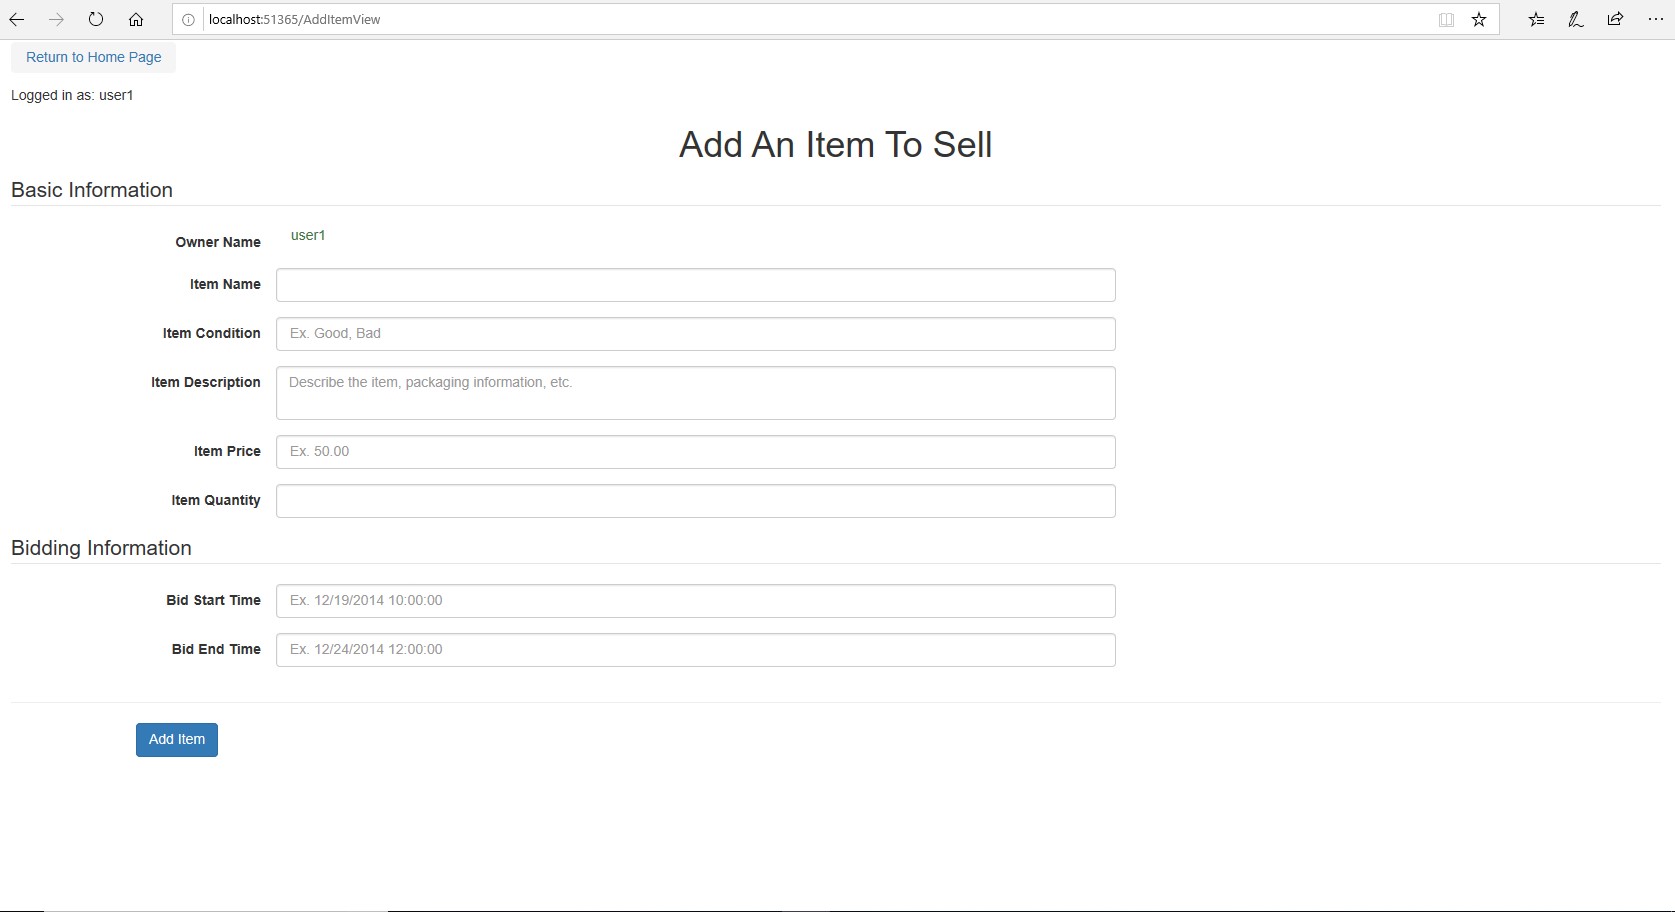 localhost:51365/AddItemView
Return to Home Page
Logged in as: user1
Add An Item To Sell
Basic Information
Owner Name user1
Item Name
Item Condition Ex. Good, Bad
Item Description Describe the item, packaging information, etc.
Item Price Ex. 50.00
Item Quantity
Bidding Information
Bid Start Time Ex. 12/19/2014 10:00:00
Bid End Time Ex. 12/24/2014 12:00:00
Add Item